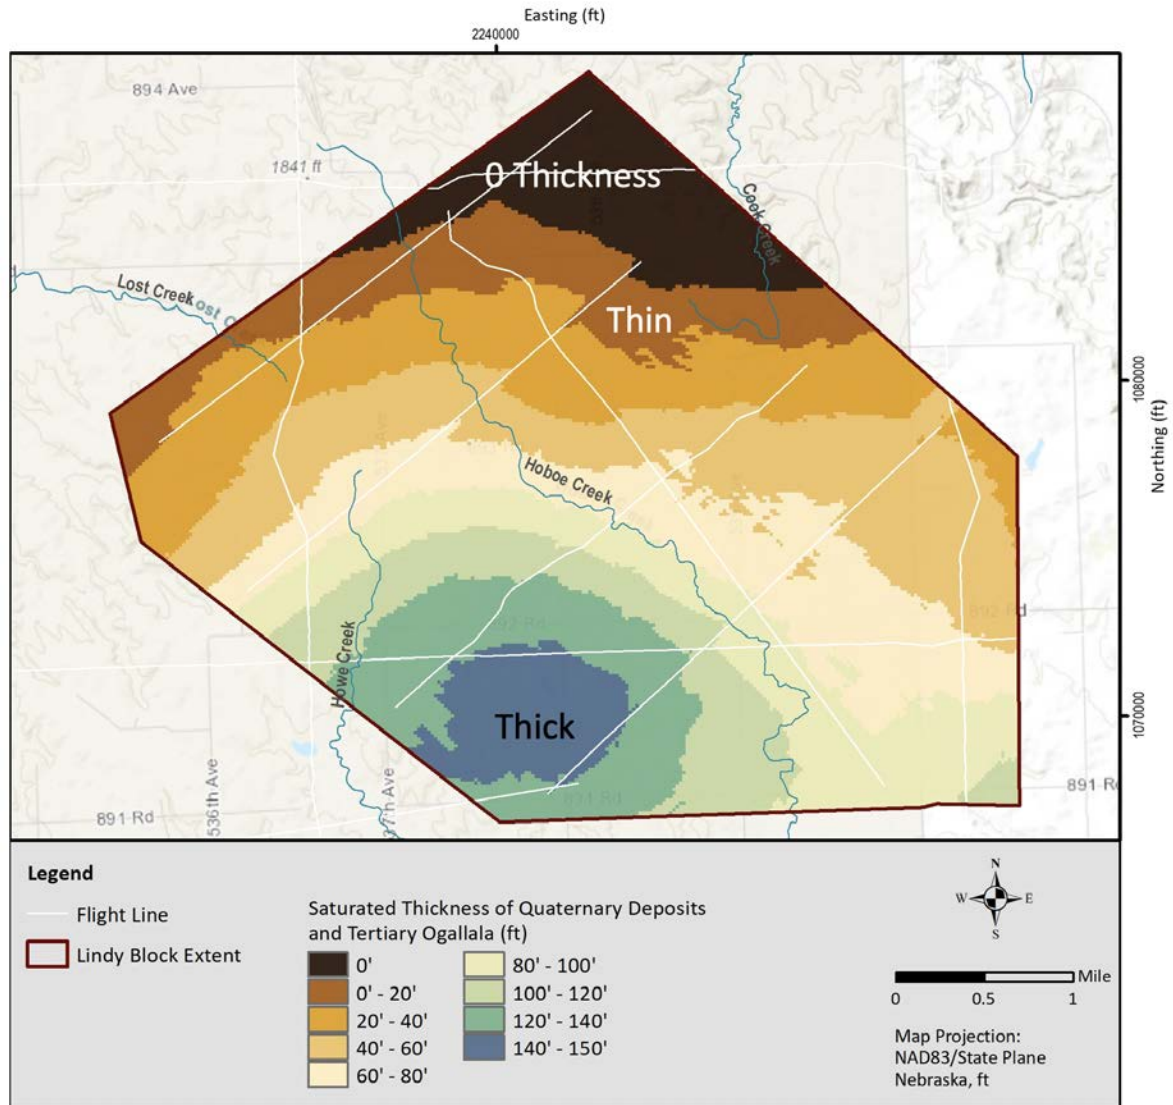 Easting (ft)
2240000
894 Ave
1841 ft
0 Thickness
Cook Creek
Lost Creek
Thin
1080000
Northing (ft)
Hoboe Creek
892 Rd
892 Rd
Howe Creek
Thick
1070000
536th Ave
891 Rd
891 Rd
891 Rd
Legend
Flight Line
Lindy Block Extent
Saturated Thickness of Quaternary Deposits
and Tertiary Ogallala (ft)
0'
0' - 20'
20' - 40'
40' - 60'
60' - 80'
80' - 100'
100' - 120'
120' - 140'
140' - 150'
N
W
E
S
Mile
0 0.5 1
Map Projection:
NAD83/State Plane
Nebraska, ft